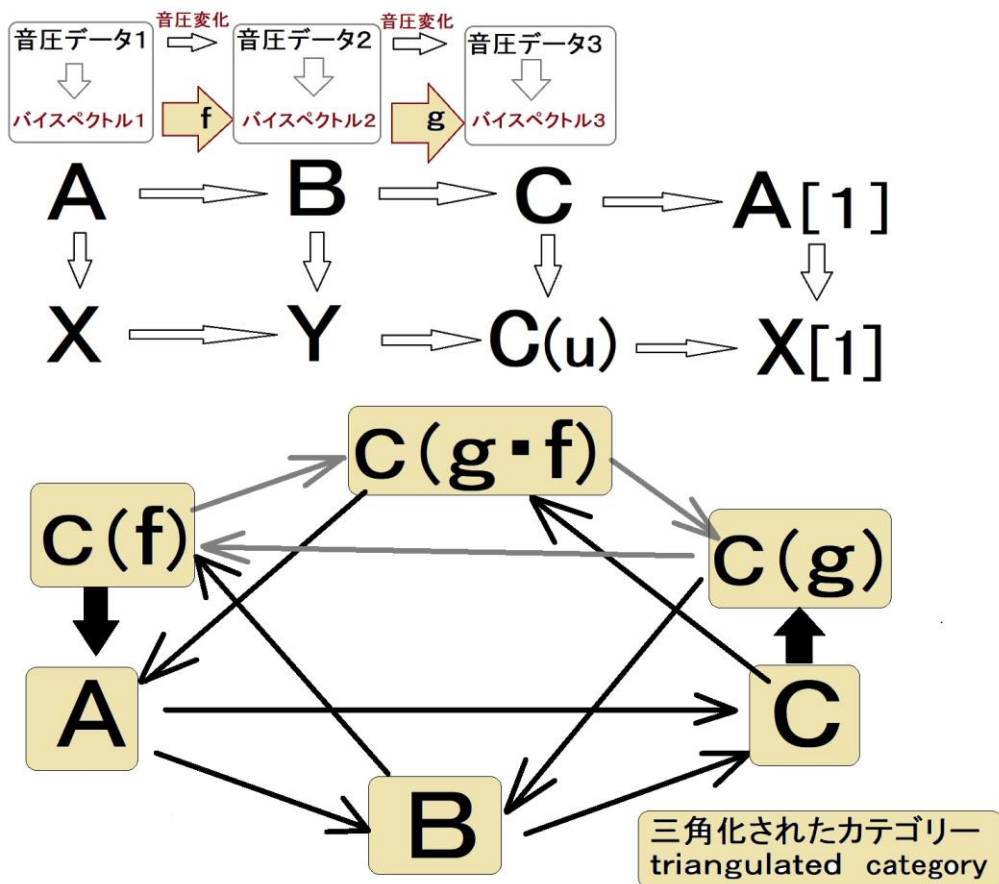 音圧変化 音圧変化
音圧データ1 音圧データ2 音圧データ3
バイスペクトル1 f バイスペクトル2 g バイスペクトル3
A B C A[1]
X Y C(u) X[1]
C(g・f)
C(f)
C(g)
A
C
B
三角化されたカテゴリー
triangulated category